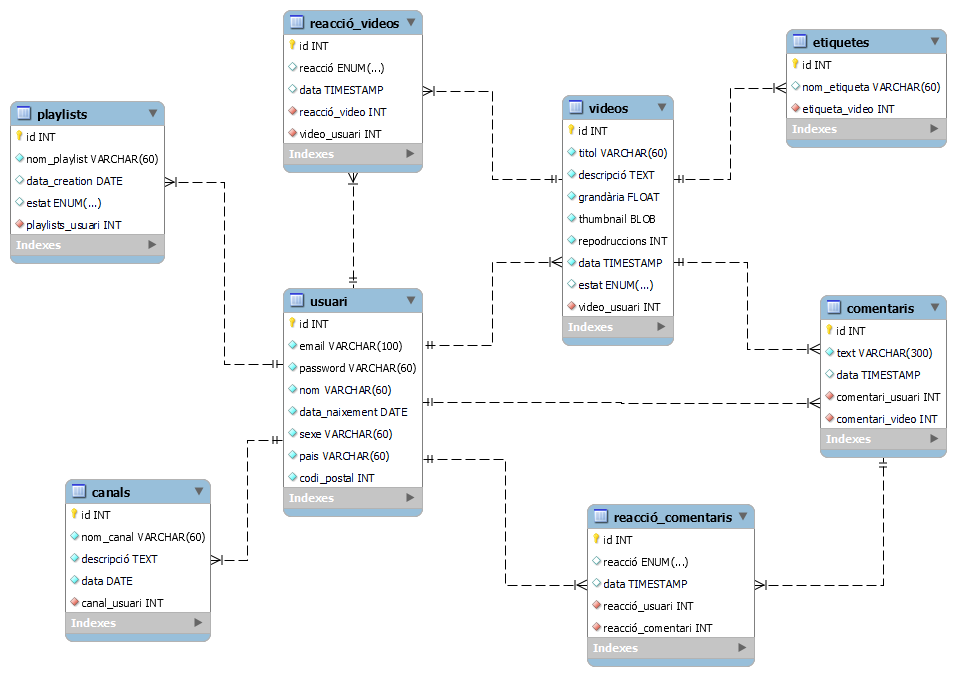 reacció_videos
id INT
reacció ENUM(...)
data TIMESTAMP
reacció_video INT
video_usuari INT
Indexes
etiquetes
id INT
nom_etiqueta VARCHAR(60)
etiqueta_video INT
Indexes
playlists
id INT
nom_playlist VARCHAR(60)
data_creation DATE
estat ENUM(...)
playlists_usuari INT
Indexes
videos
id INT
titol VARCHAR(60)
descripció TEXT
grandària FLOAT
thumbnail BLOB
repodruccions INT
data TIMESTAMP
estat ENUM(...)
video_usuari INT
Indexes
usuari
id INT
email VARCHAR(100)
password VARCHAR(60)
nom VARCHAR(60)
data_naixement DATE
sexe VARCHAR(60)
pais VARCHAR(60)
codi_postal INT
Indexes
comentaris
id INT
text VARCHAR(300)
data TIMESTAMP
comentari_usuari INT
comentari_video INT
Indexes
canals
id INT
nom_canal VARCHAR(60)
descripció TEXT
data DATE
canal_usuari INT
Indexes
reacció_comentaris
id INT
reacció ENUM(...)
data TIMESTAMP
reacció_usuari INT
reacció_comentari INT
Indexes